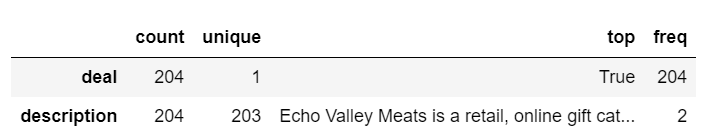 count unique top freq
deal 204 1 True 204
description 204 203 Echo Valley Meats is a retail, online gift cat... 2